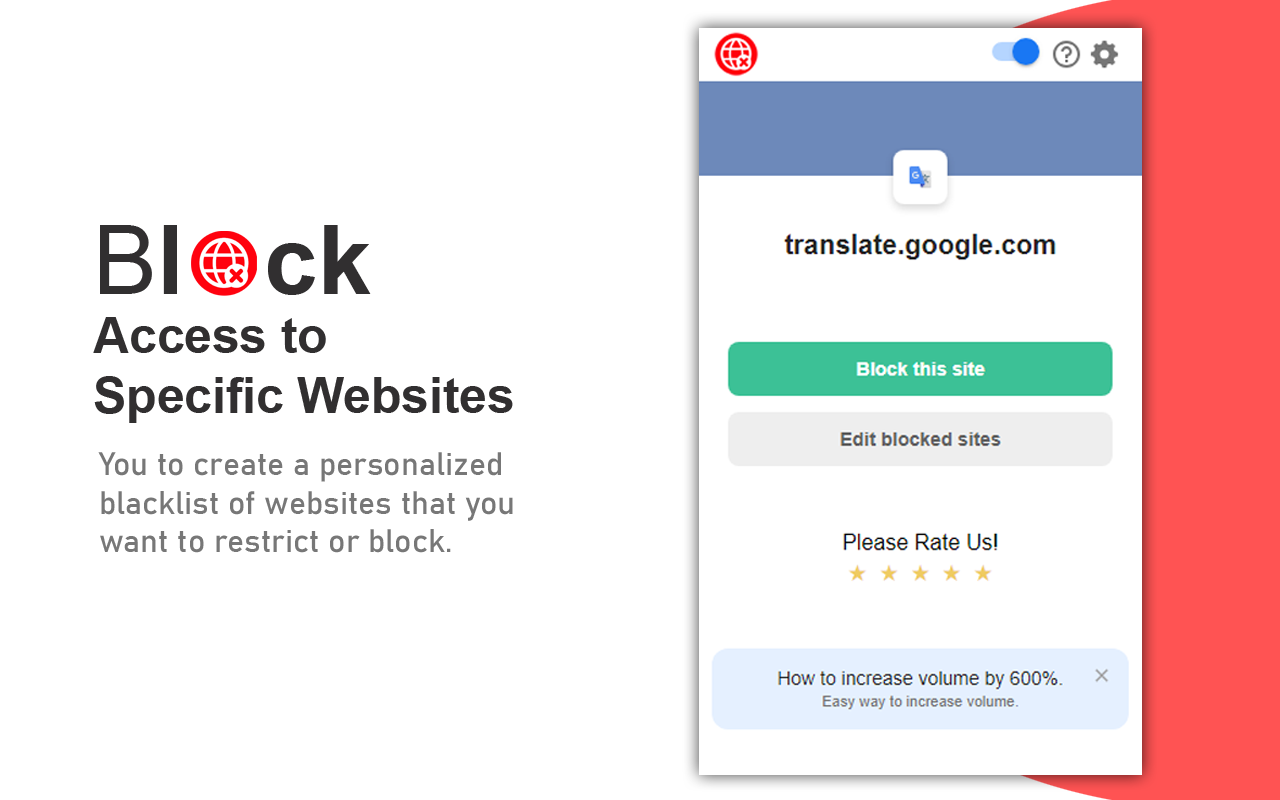 Block
Access to
Specific Websites
You to create a personalized
blacklist of websites that you
want to restrict or block.
translate.google.com
Block this site
Edit blocked sites
Please Rate Us!
How to increase volume by 600%.
Easy way to increase volume.